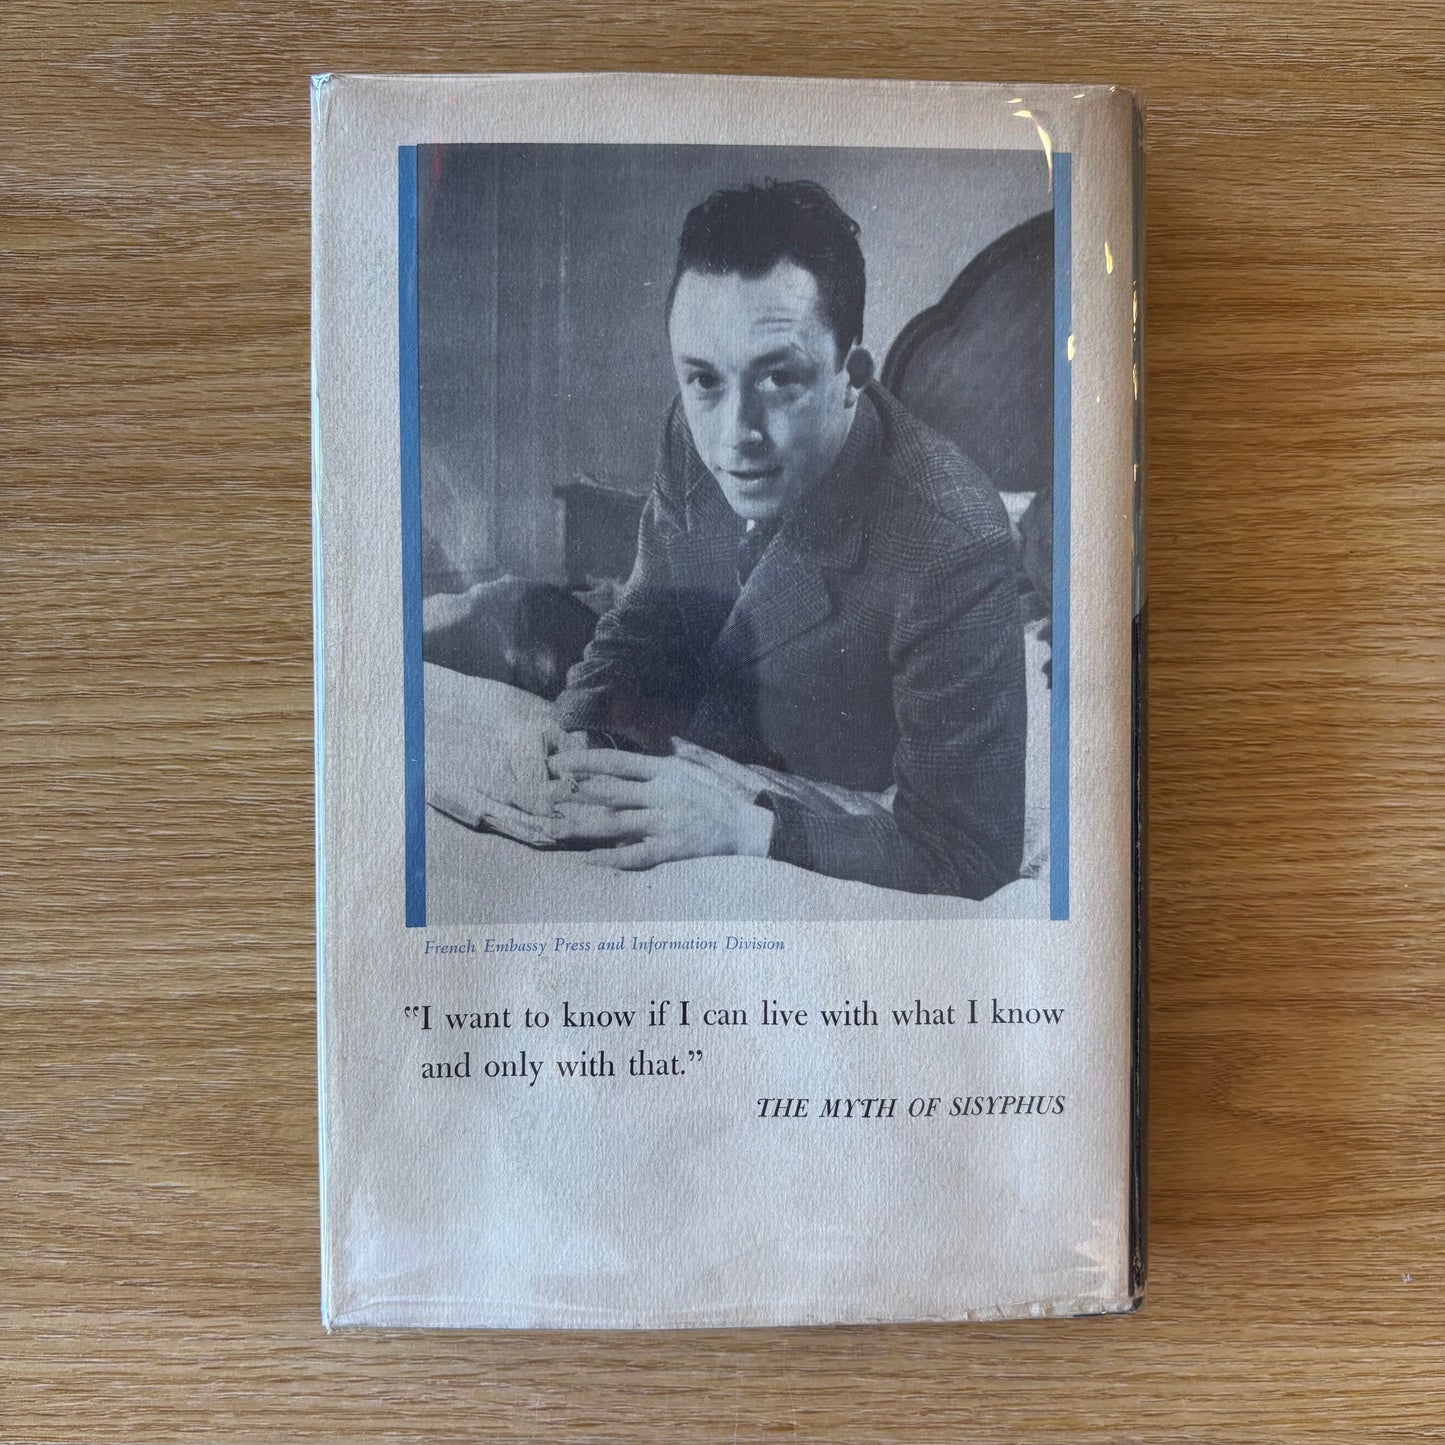 French Embassy Press and Information Division
“I want to know if I can live with what I know
and only with that.”
THE MYTH OF SISYPHUS